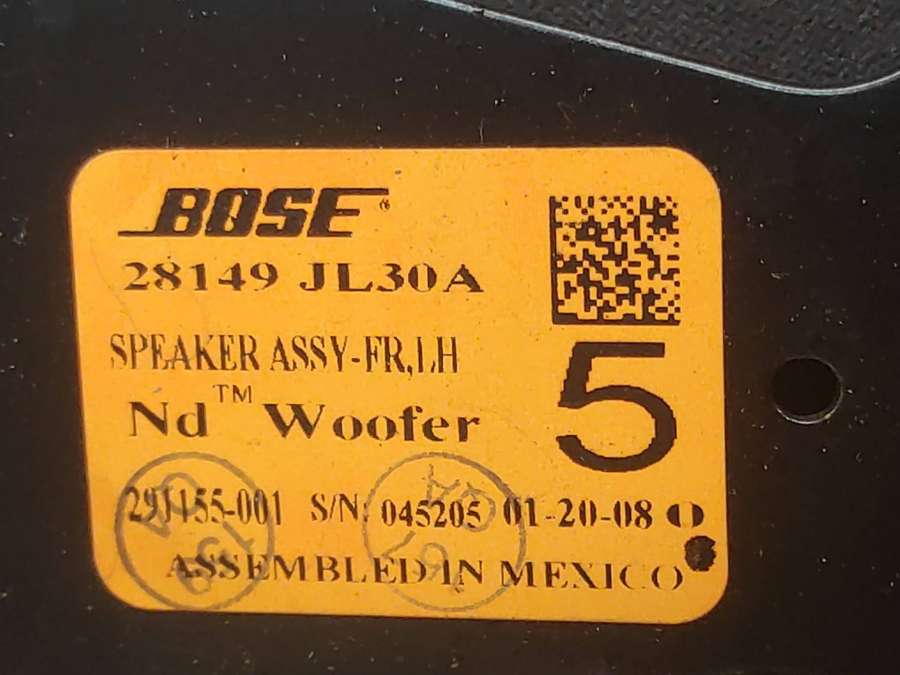 BOSE®
28149 JL30A
SPEAKER ASSY-FR,LH
Nd™ Woofer
5
291155-001 S/N: 045205 01-20-08 0
ASSEMBLED IN MEXICO